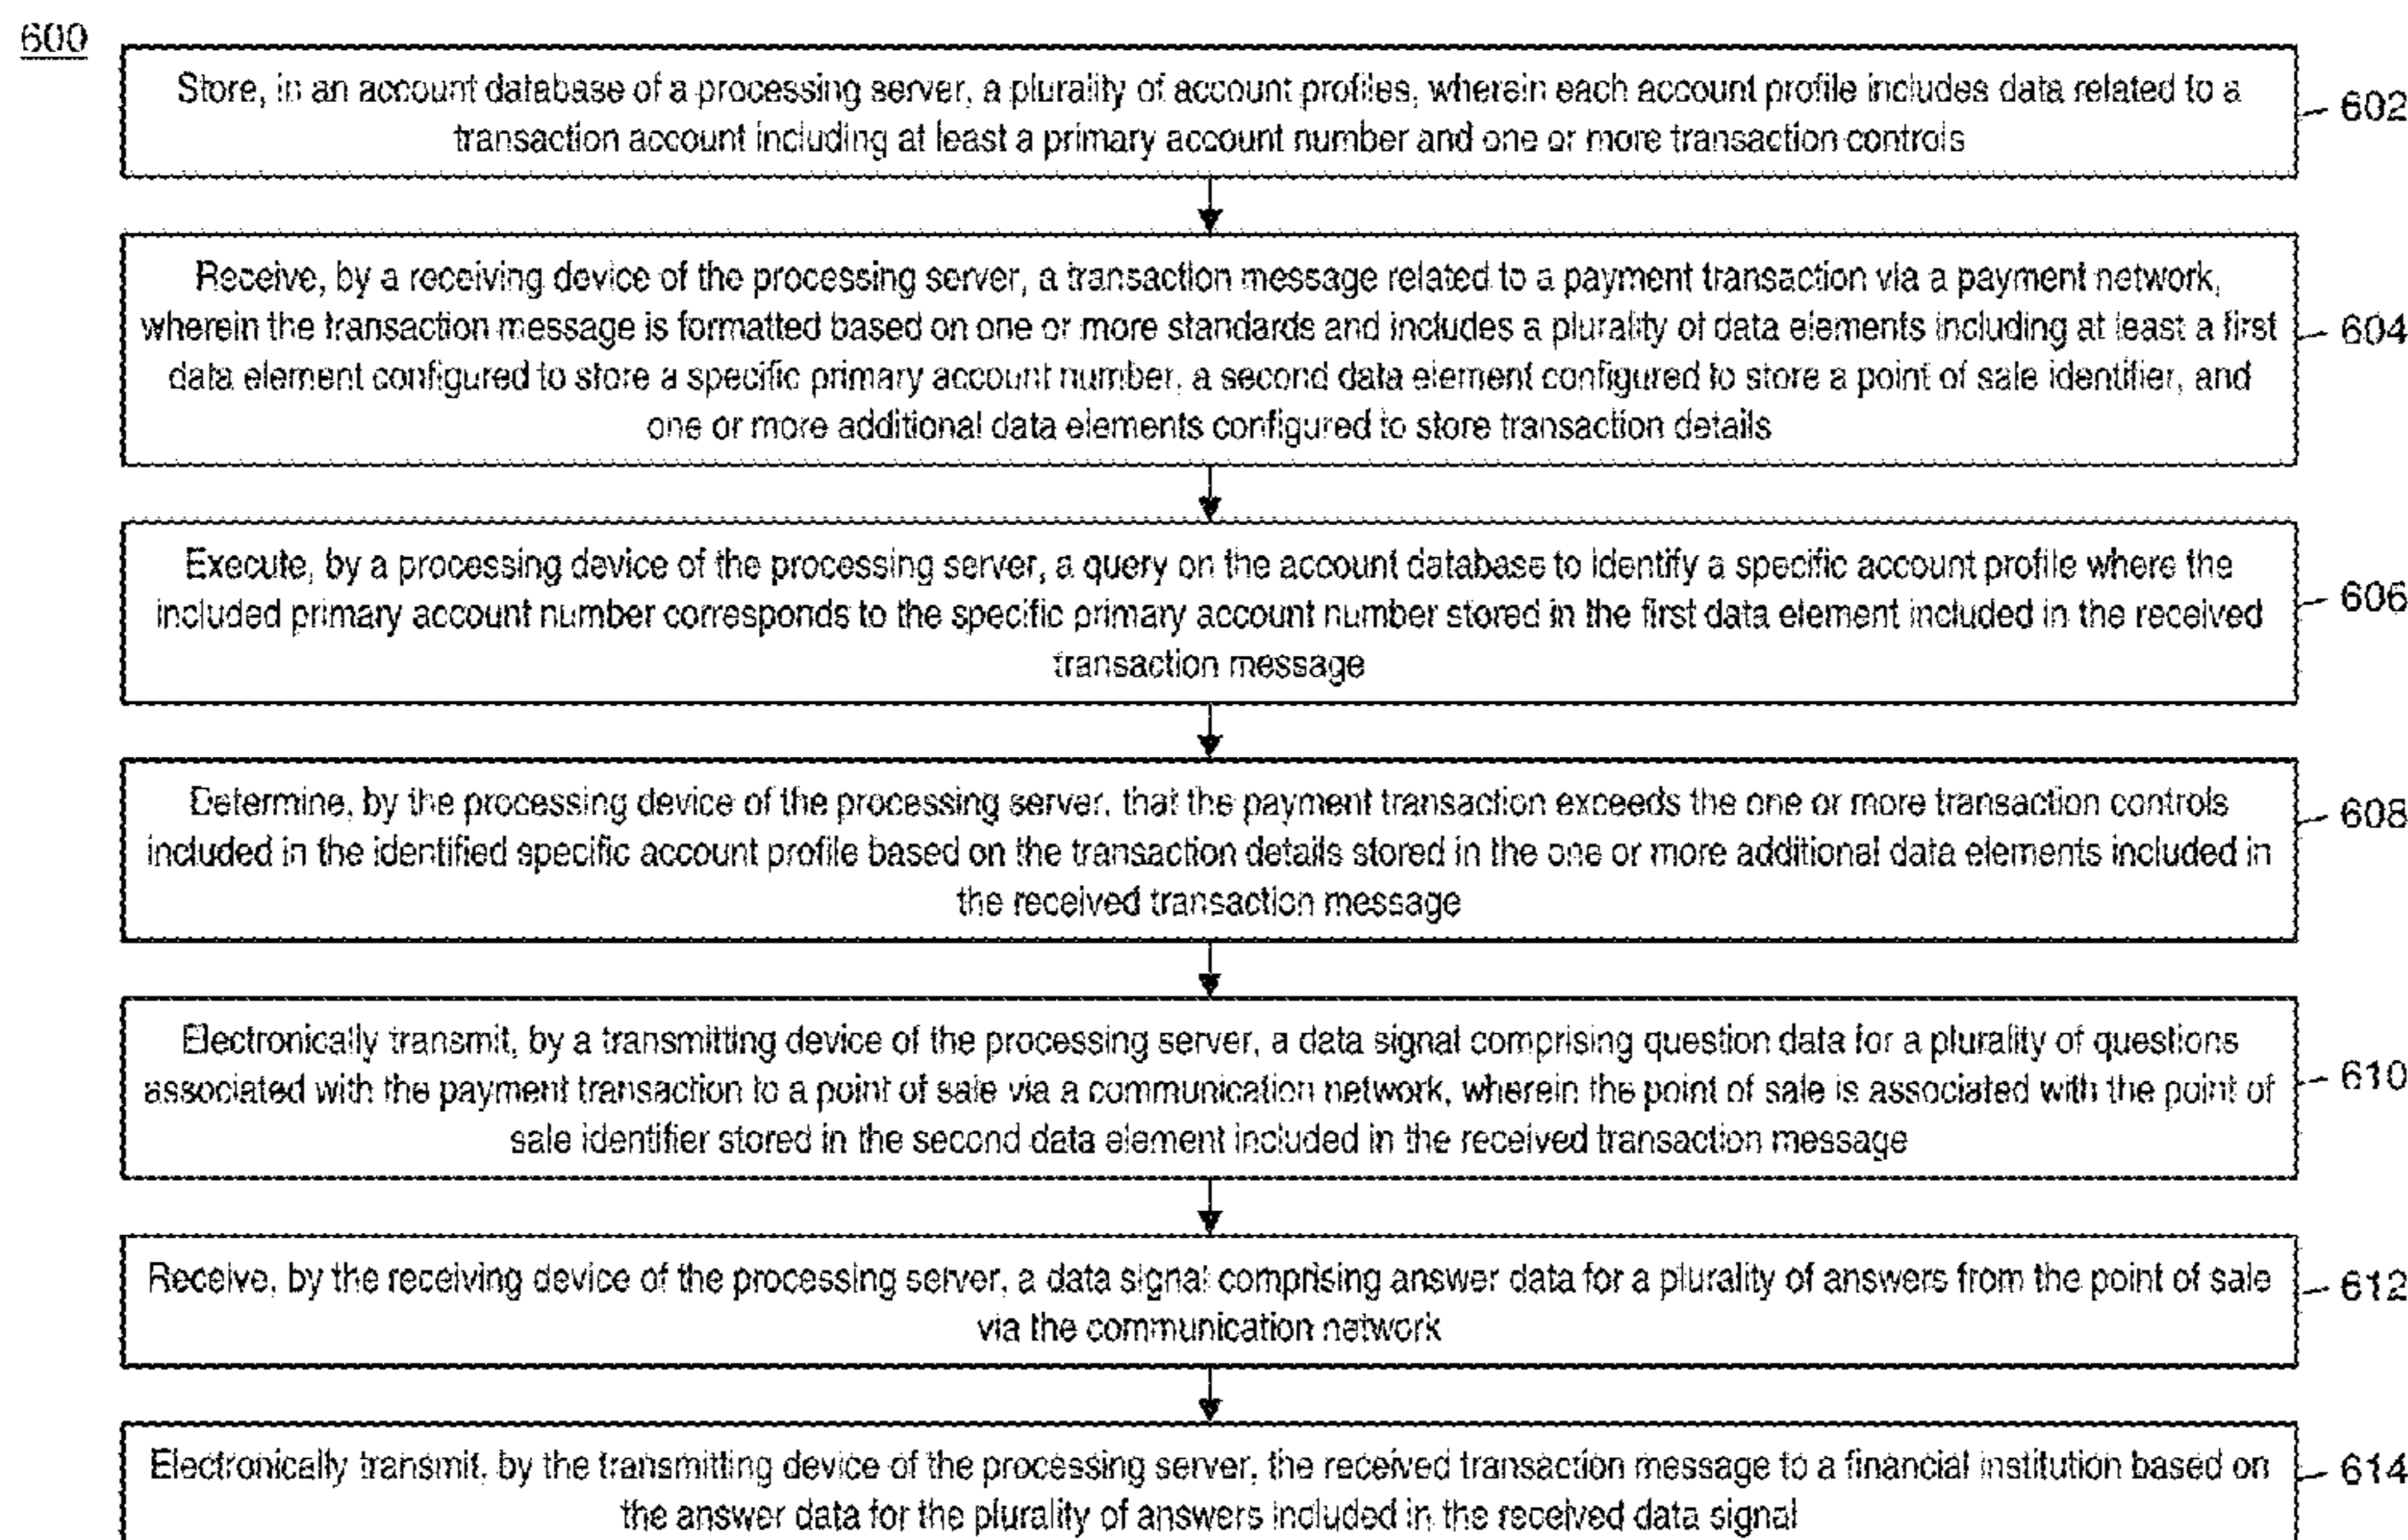 600
Store, in an account database of a processing server, a plurality of account profiles, wherein each account profile includes data related to a
transaction account including at least a primary account number and one or more transaction controls
602
Receive, by a receiving device of the processing server, a transaction message related to a payment transaction via a payment network,
wherein the transaction message is formatted based on one or more standards and includes a plurality of data elements including at least a first
data element configured to store a specific primary account number, a second data element configured to store a point of sale identifier, and
one or more additional data elements configured to store transaction details
604
Execute, by a processing device of the processing server, a query on the account database to identify a specific account profile where the
included primary account number corresponds to the specific primary account number stored in the first data element included in the received
transaction message
606
Determine, by the processing device of the processing server, that the payment transaction exceeds the one or more transaction controls
included in the identified specific account profile based on the transaction details stored in the one or more additional data elements included in
the received transaction message
608
Electronically transmit, by a transmitting device of the processing server, a data signal comprising question data for a plurality of questions
associated with the payment transaction to a point of sale via a communication network, wherein the point of sale is associated with the point of
sale identifier stored in the second data element included in the received transaction message
610
Receive, by the receiving device of the processing server, a data signal comprising answer data for a plurality of answers from the point of sale
via the communication network
612
Electronically transmit, by the transmitting device of the processing server, the received transaction message to a financial institution based on
the answer data for the plurality of answers included in the received data signal
614